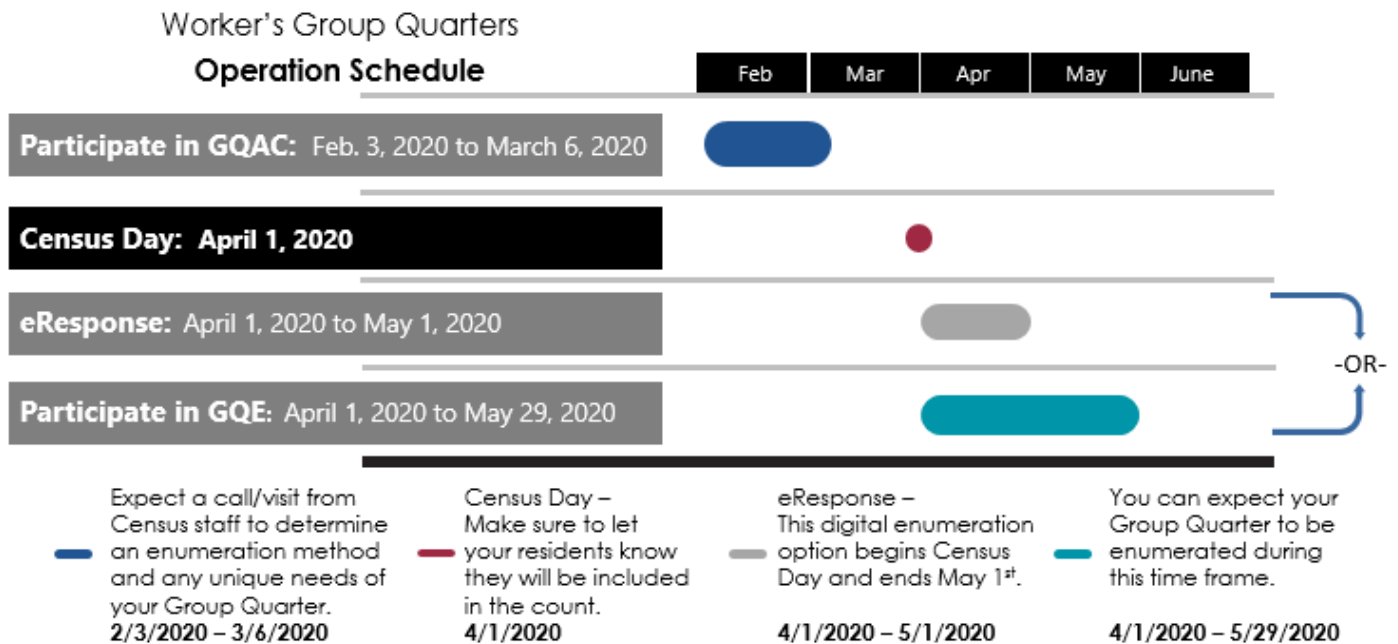 Worker’s Group Quarters
Operation Schedule
Feb
Mar
Apr
May
June
Participate in GQAC: Feb. 3, 2020 to March 6, 2020
Census Day: April 1, 2020
eResponse: April 1, 2020 to May 1, 2020
-OR-
Participate in GQE: April 1, 2020 to May 29, 2020
Expect a call/visit from
Census staff to determine
an enumeration method
and any unique needs of
your Group Quarter.
2/3/2020 – 3/6/2020
Census Day –
Make sure to let
your residents know
they will be included
in the count.
4/1/2020
eResponse –
This digital enumeration
option begins Census
Day and ends May 1st.
4/1/2020 – 5/1/2020
You can expect your
Group Quarter to be
enumerated during
this time frame.
4/1/2020 – 5/29/2020